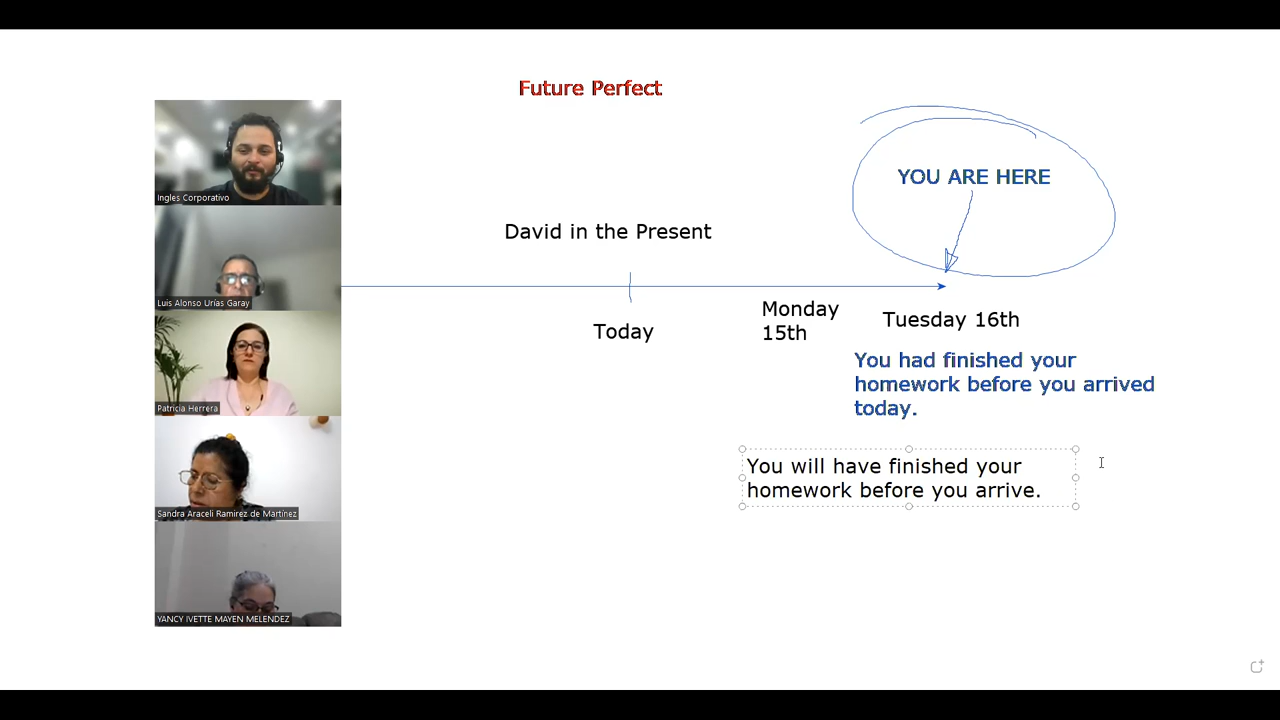 Future Perfect
Ingles Corporativo
Luis Alonso Urías Garay
Patricia Herrera
Sandra Araceli Ramirez de Martinez
YANCY IVETTE MAYEN MELENDEZ
YOU ARE HERE
David in the Present
Today
Monday
15th
Tuesday 16th
You had finished your
homework before you arrived
today.
You will have finished your
homework before you arrive.